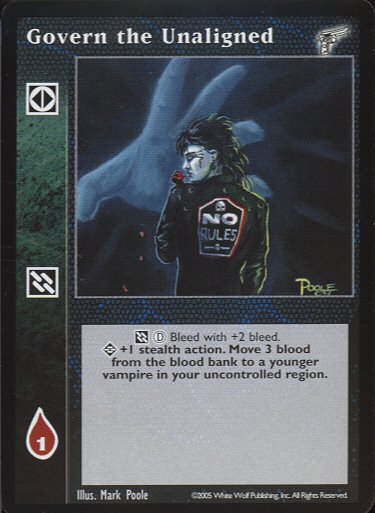 Govern the Unaligned
NO
RULES
POOLE
Bleed with +2 bleed.
+1 stealth action. Move 3 blood
from the blood bank to a younger
vampire in your uncontrolled region.
1
Illus. Mark Poole
©2005 White Wolf Publishing, Inc. All Rights Reserved.